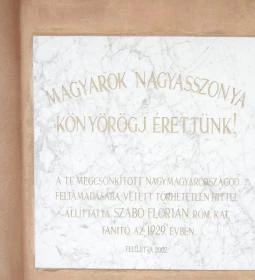 MAGYAROK NAGYASSZONYA
KÖNYÖRÖGJ ÉRETTÜNK!
A TE MEGCSONKÍTOTT NAGYMAGYARORSZÁGOD
FELTÁMADÁSÁBA VETETT TÖRHETETLEN HITTEL
ÁLLÍTTATTA SZABÓ FLÓRIÁN RÓM. KAT.
TANÍTÓ AZ 1929. ÉVBEN.
FELÚJÍTVA 2002.